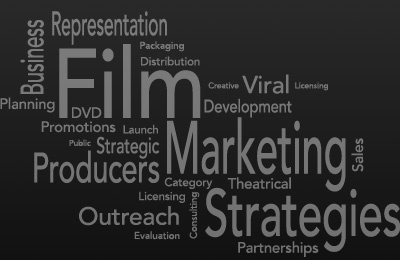 Business
Representation
Packaging
Film
Distribution
Creative
Viral
Licensing
Planning
DVD
Development
Promotions
Launch
Marketing
Public
Strategic
Sales
Producers
Category
Theatrical
Licensing
Consulting
Strategies
Outreach
Evaluation
Partnerships